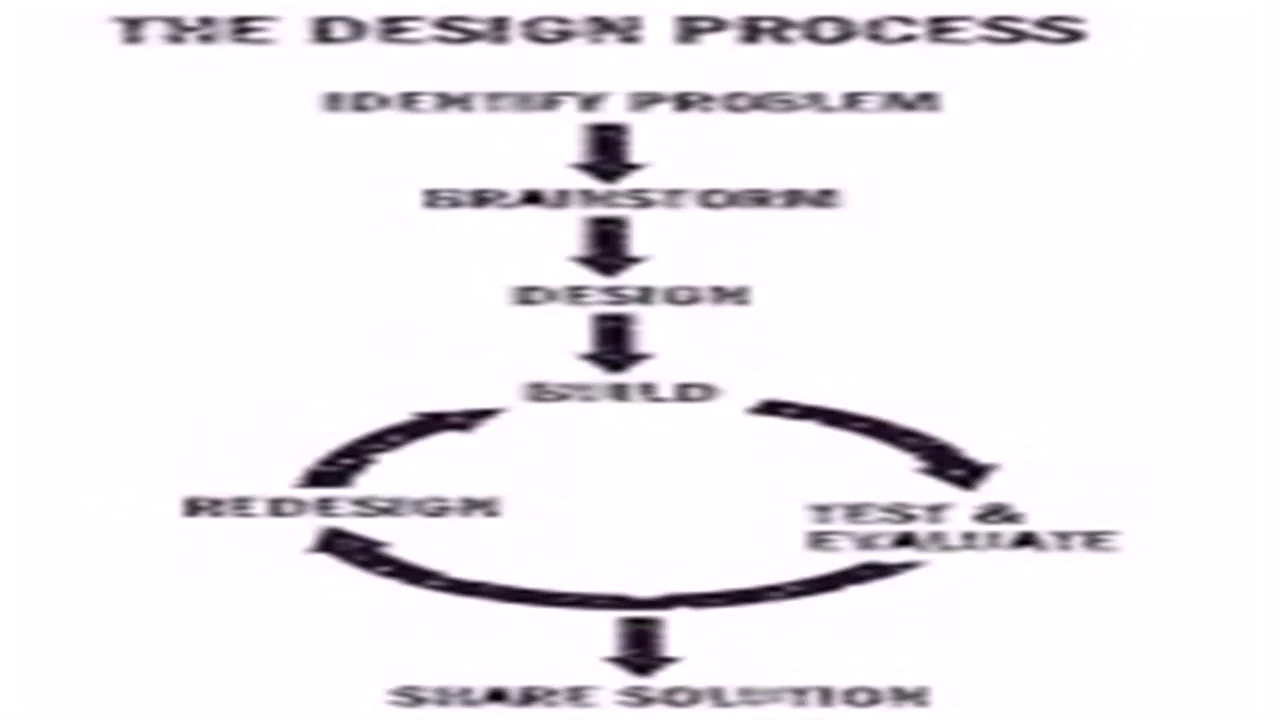 THE DESIGN PROCESS
IDENTIFY PROBLEM
BRAINSTORM
DESIGN
BUILD
REDESIGN
TEST &
EVALUATE
SHARE SOLUTION